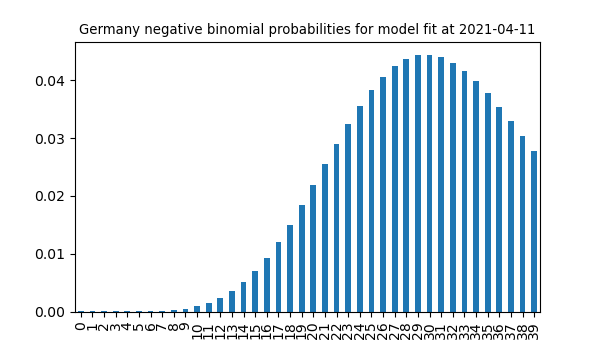 Germany negative binomial probabilities for model fit at 2021-04-11
0.04
0.03
0.02
0.01
0.00
0 1 2 3 4 5 6 7 8 9 10 11 12 13 14 15 16 17 18 19 20 21 22 23 24 25 26 27 28 29 30 31 32 33 34 35 36 37 38 39